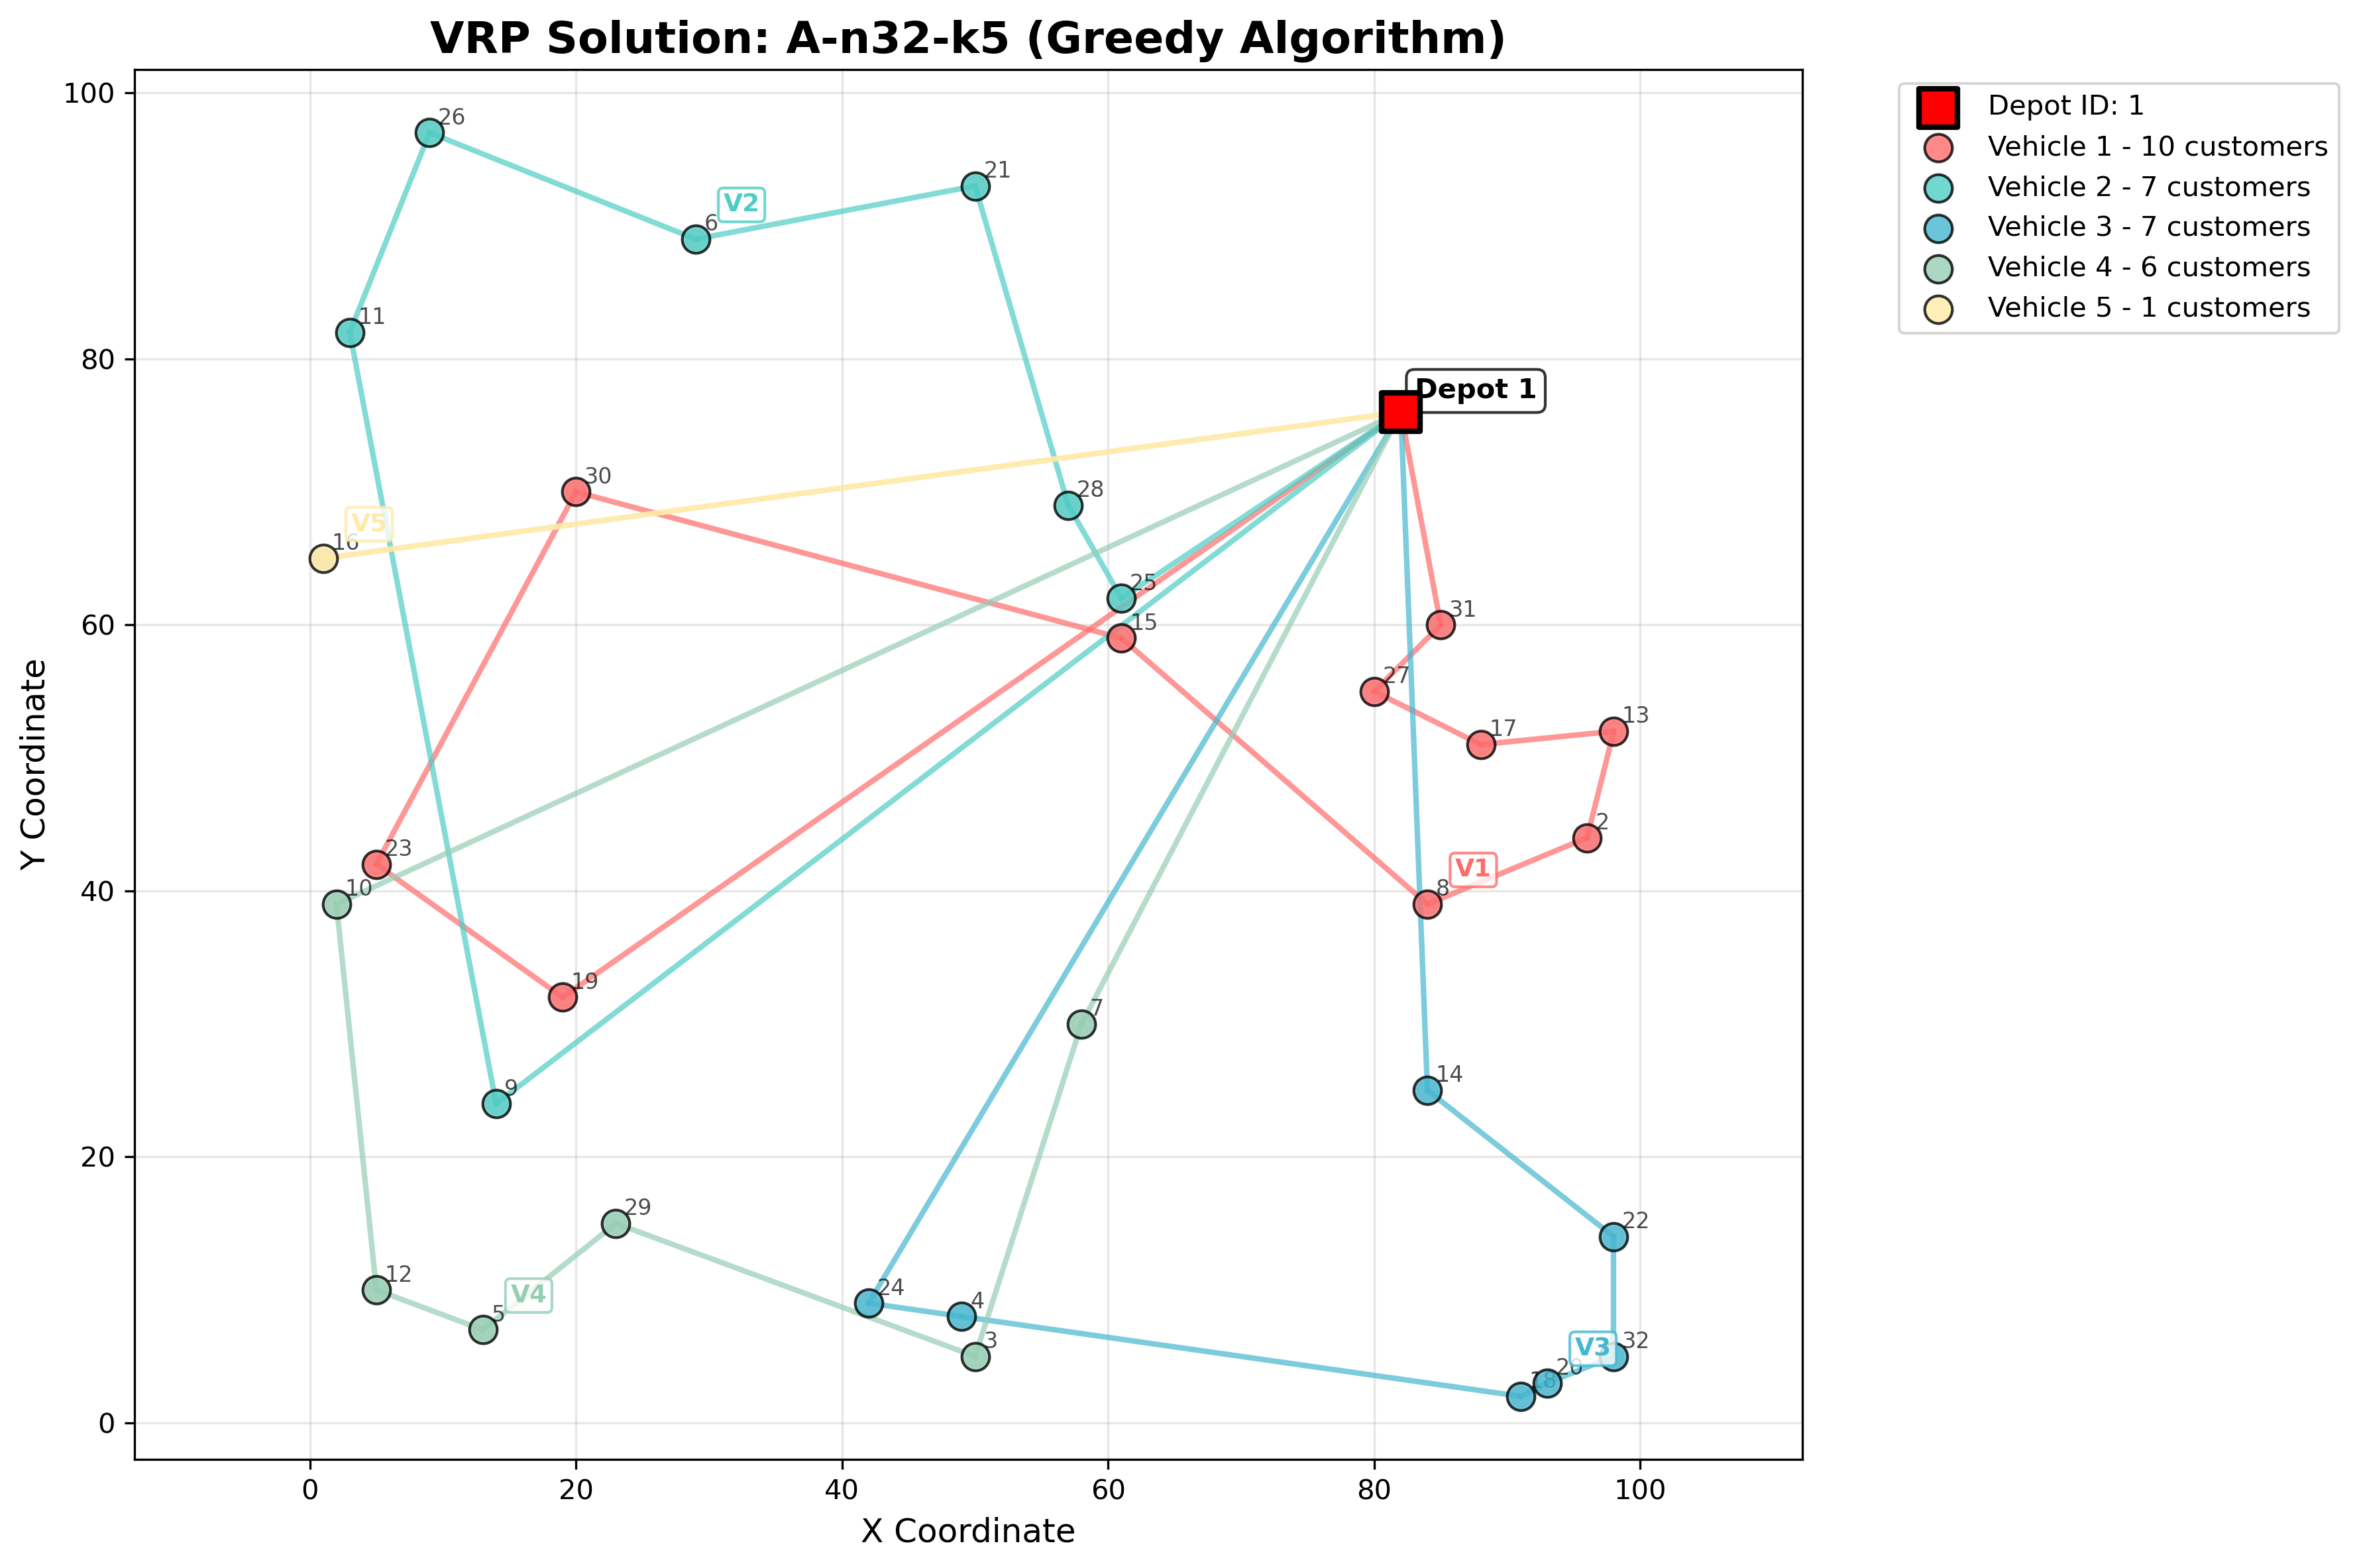 VRP Solution: A-n32-k5 (Greedy Algorithm)
Depot ID: 1
Vehicle 1 - 10 customers
Vehicle 2 - 7 customers
Vehicle 3 - 7 customers
Vehicle 4 - 6 customers
Vehicle 5 - 1 customers
Y Coordinate
100
80
60
40
20
0
26
21
V2
6
11
Depot 1
30
28
V5
16
25
15
31
27
13
17
2
23
V1
10
8
19
7
9
14
29
22
12
24
V4
4
5
3
V3
32
20
0
20
40
60
80
100
X Coordinate